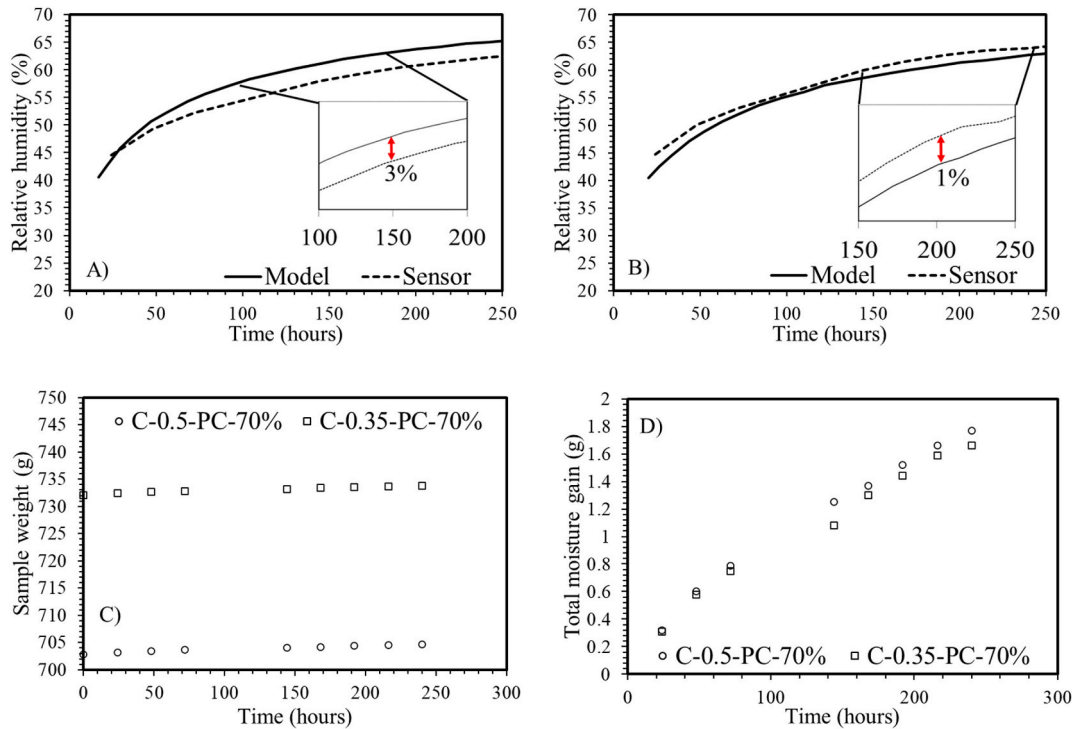 70
65
60
55
50
45
40
35
30
25
20
Relative humidity (%)
3%
100 150 200
A)
Model Sensor
0 50 100 150 200 250
Time (hours)
70
65
60
55
50
45
40
35
30
25
20
Relative humidity (%)
1%
150 200 250
B)
Model Sensor
0 50 100 150 200 250
Time (hours)
750
745
740
735
730
725
720
715
710
705
700
Sample weight (g)
C-0.5-PC-70% C-0.35-PC-70%
C)
0 50 100 150 200 250 300
Time (hours)
2
1.8
1.6
1.4
1.2
1
0.8
0.6
0.4
0.2
0
Total moisture gain (g)
D)
C-0.5-PC-70% C-0.35-PC-70%
0 100 200 300
Time (hours)